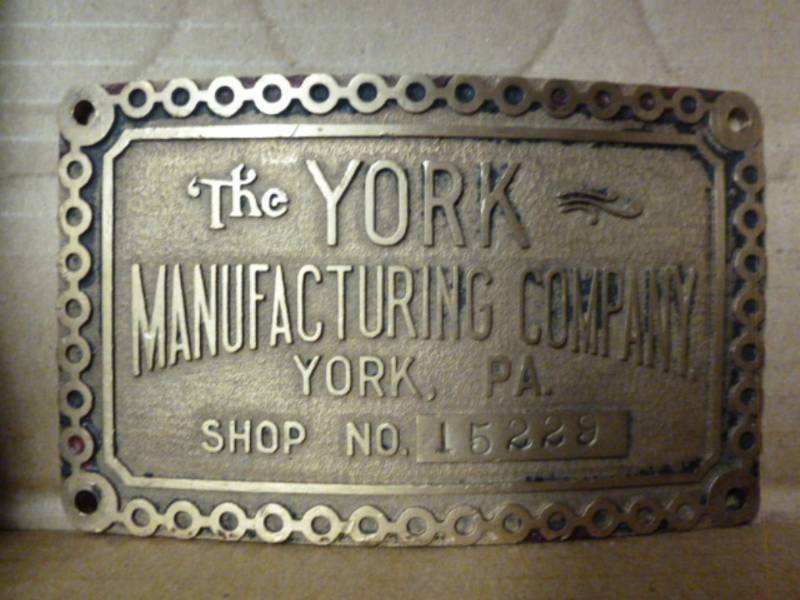 The YORK
MANUFACTURING COMPANY.
YORK, PA.
SHOP NO. 15229